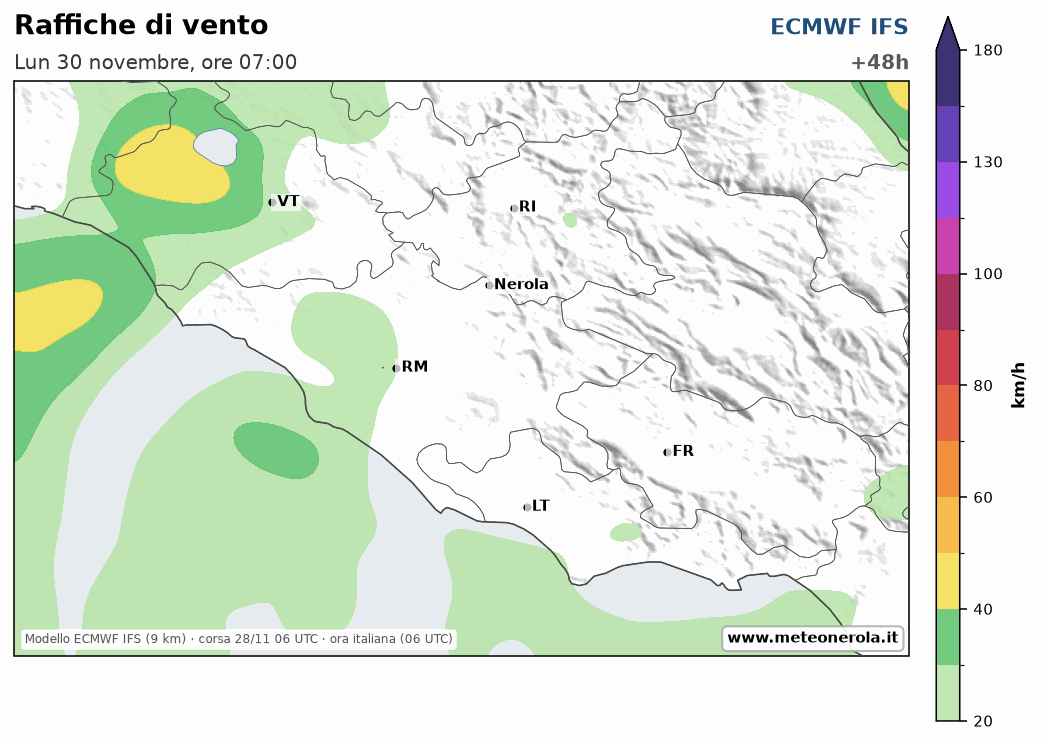 Raffiche di vento
ECMWF IFS
Lun 30 novembre, ore 07:00
+48h
VT
RI
Nerola
RM
FR
LT
Modello ECMWF IFS (9 km) · corsa 28/11 06 UTC · ora italiana (06 UTC)
www.meteonerola.it
180
130
100
80
60
40
20
km/h